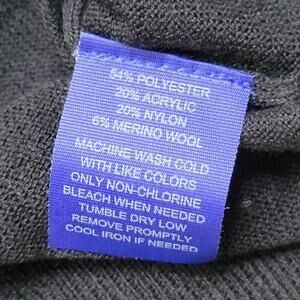 54% POLYESTER
20% ACRYLIC
20% NYLON
6% MERINO WOOL
MACHINE WASH COLD
WITH LIKE COLORS
ONLY NON-CHLORINE
BLEACH WHEN NEEDED
TUMBLE DRY LOW
REMOVE PROMPTLY
COOL IRON IF NEEDED